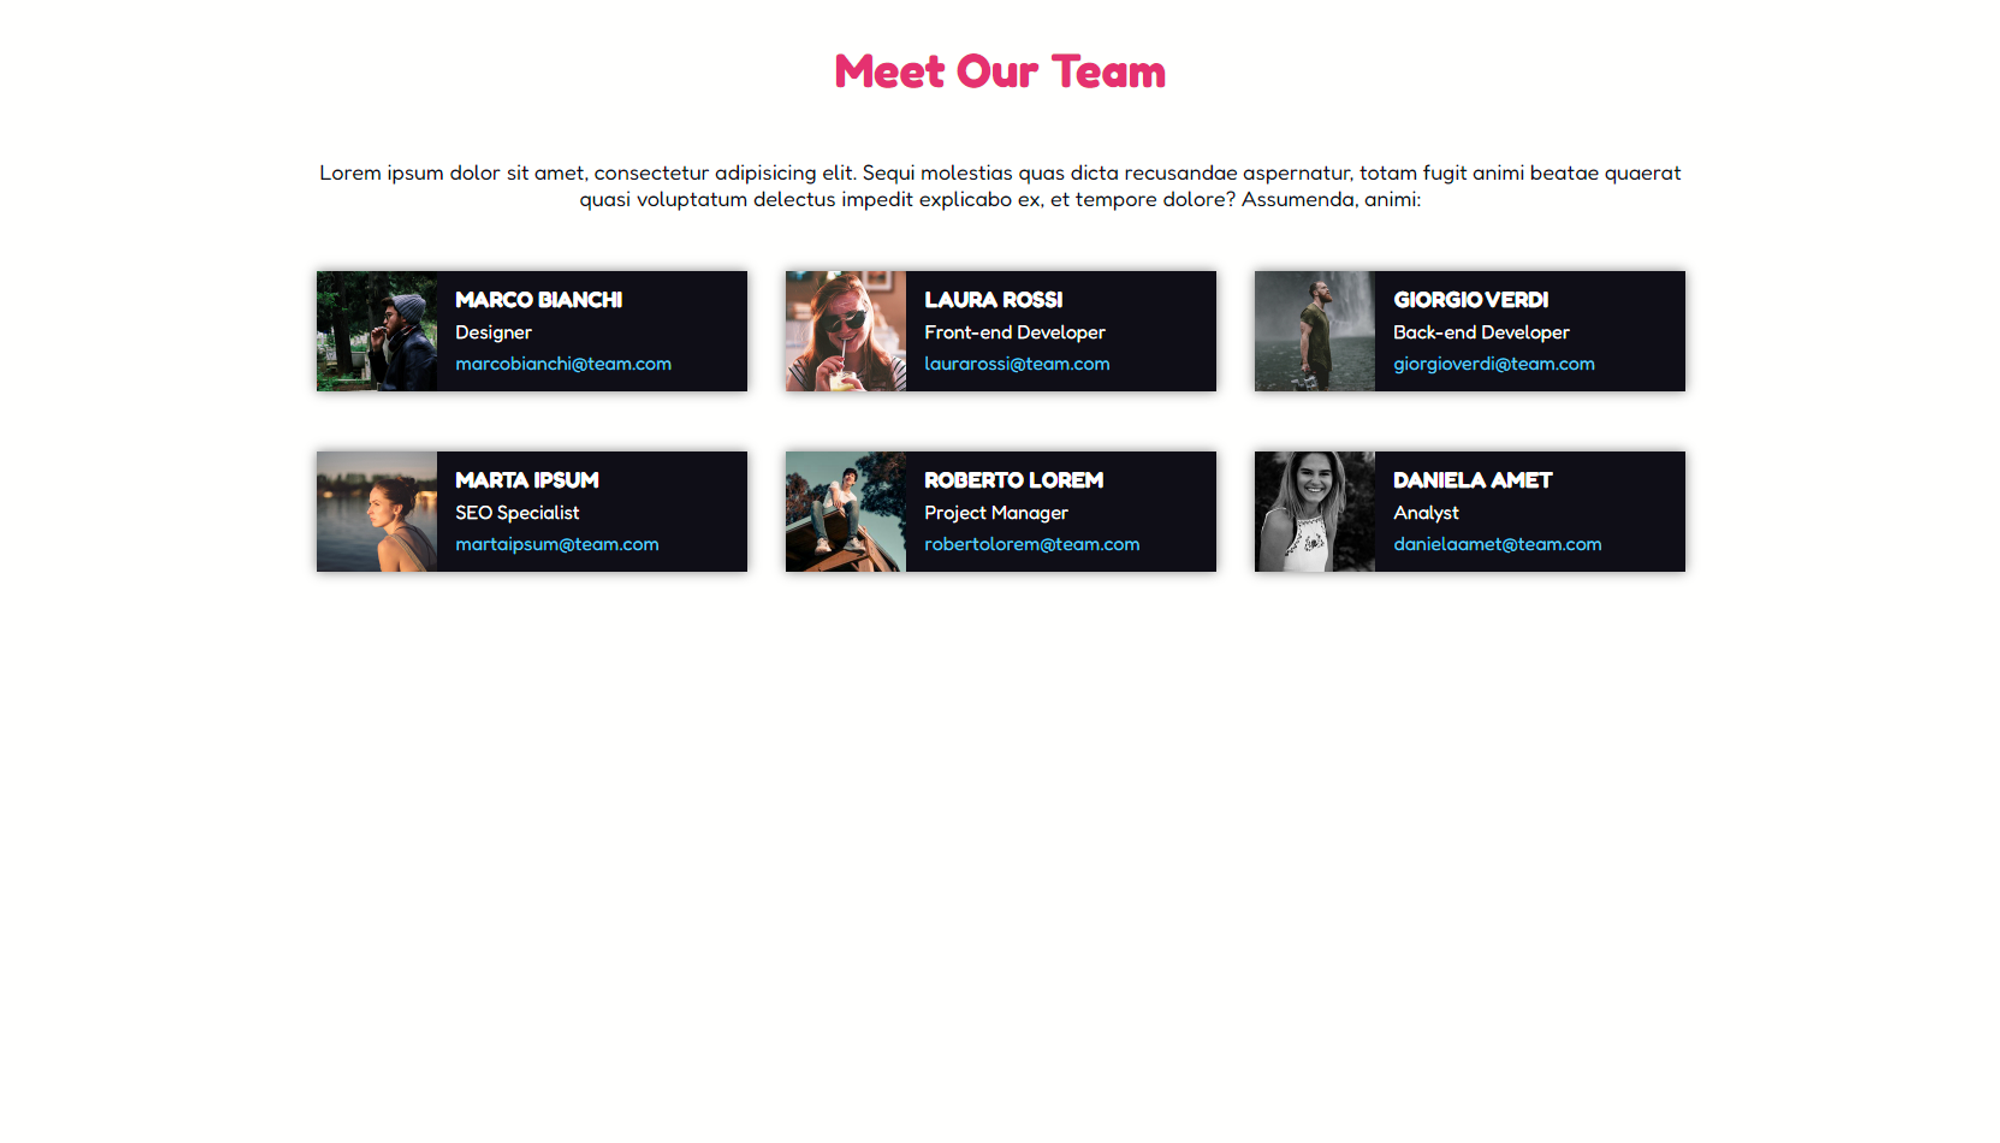 Meet Our Team
Lorem ipsum dolor sit amet, consectetur adipisicing elit. Sequi molestias quas dicta recusandae aspernatur, totam fugit animi beatae quaerat
quasi voluptatum delectus impedit explicabo ex, et tempore dolore? Assumenda, animi:
MARCO BIANCHI
Designer
marcobianchi@team.com
LAURA ROSSI
Front-end Developer
laurarossi@team.com
GIORGIO VERDI
Back-end Developer
giorgioverdi@team.com
MARTA IPSUM
SEO Specialist
martaipsum@team.com
ROBERTO LOREM
Project Manager
robertolorem@team.com
DANIELA AMET
Analyst
danielaamet@team.com